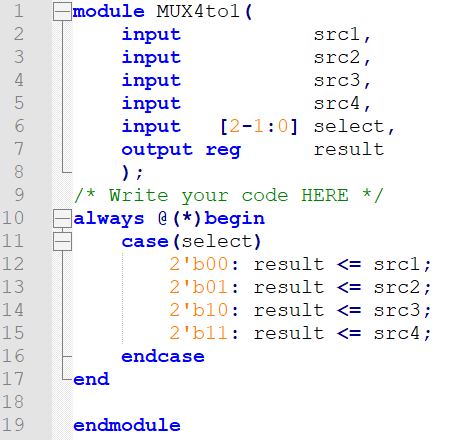 1 module MUX4to1(
2 input src1,
3 input src2,
4 input src3,
5 input src4,
6 input [2-1:0] select,
7 output reg result
8 );
9 /* Write your code HERE */
10 always @(*)begin
11 case(select)
12 2'b00: result <= src1;
13 2'b01: result <= src2;
14 2'b10: result <= src3;
15 2'b11: result <= src4;
16 endcase
17 end
18
19 endmodule